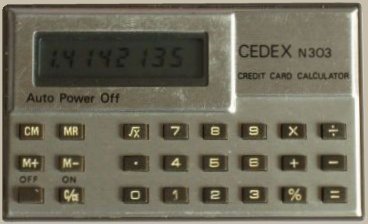 1.4142135
CEDEX N303
CREDIT CARD CALCULATOR
Auto Power Off
CM MR √x 7 8 9 X ÷
M+ M- · 4 5 6 + −
OFF ON
C/AC 0 1 2 3 % =